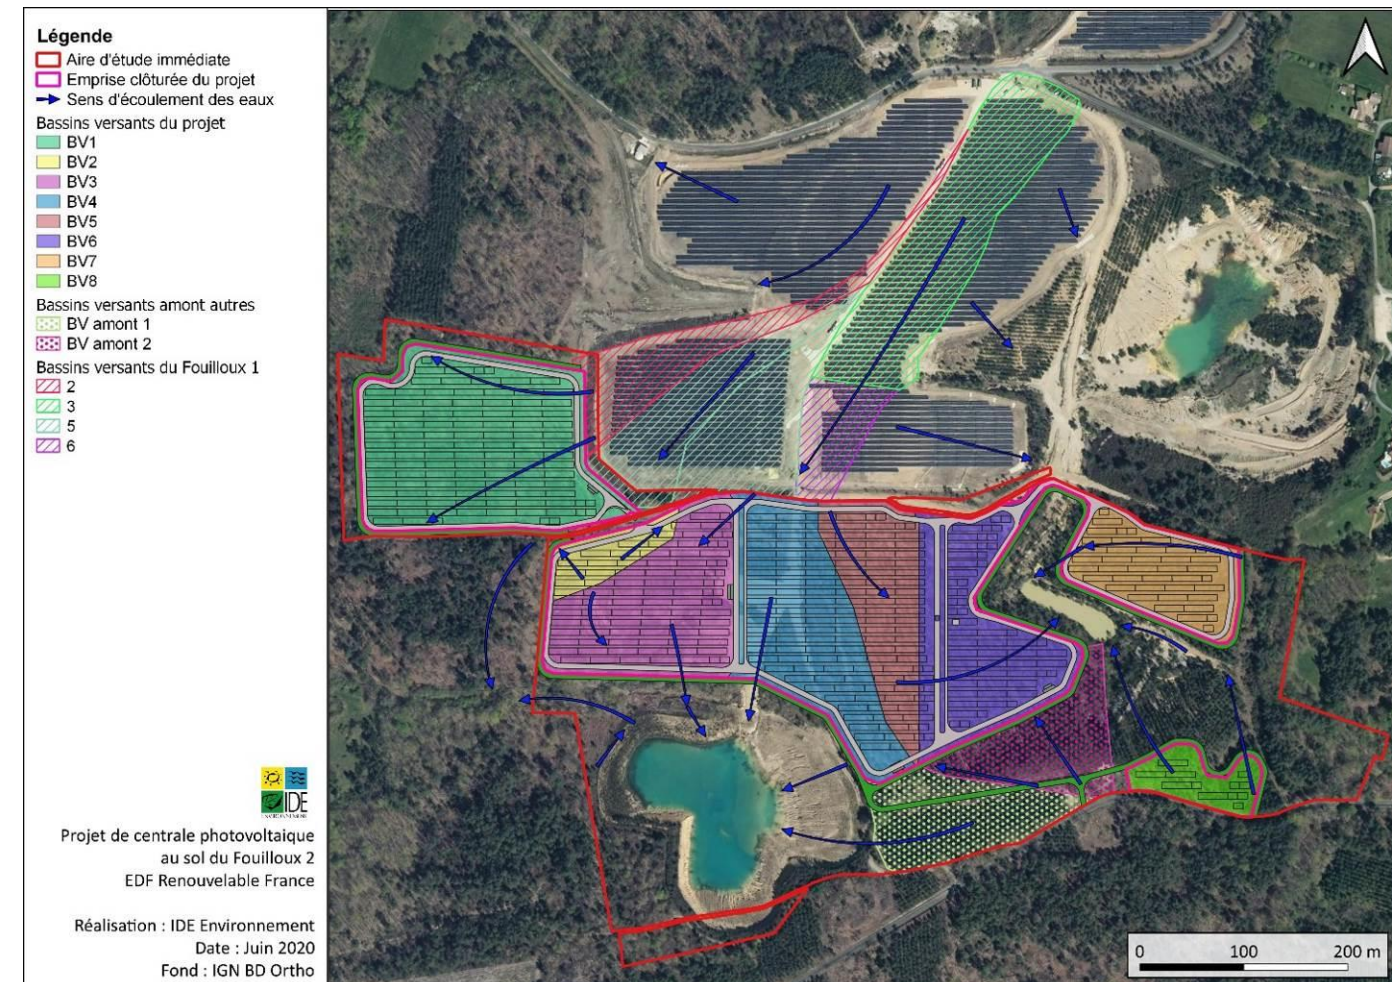 Légende
Aire d'étude immédiate
Emprise clôturée du projet
Sens d'écoulement des eaux
Bassins versants du projet
BV1
BV2
BV3
BV4
BV5
BV6
BV7
BV8
Bassins versants amont autres
BV amont 1
BV amont 2
Bassins versants du Fouilloux 1
2
3
5
6
IDE
ENVIRONNEMENT
Projet de centrale photovoltaique
au sol du Fouilloux 2
EDF Renouvelable France
Réalisation : IDE Environnement
Date : Juin 2020
Fond : IGN BD Ortho
0 100 200 m